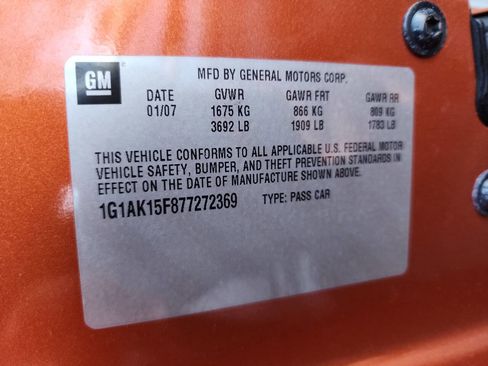 GM
MFD BY GENERAL MOTORS CORP.
DATE GVWR GAWR FRT GAWR RR
01/07 1675 KG 866 KG 809 KG
3692 LB 1909 LB 1783 LB
THIS VEHICLE CONFORMS TO ALL APPLICABLE U.S. FEDERAL MOTOR
VEHICLE SAFETY, BUMPER, AND THEFT PREVENTION STANDARDS IN
EFFECT ON THE DATE OF MANUFACTURE SHOWN ABOVE.
1G1AK15F877272369 TYPE: PASS CAR